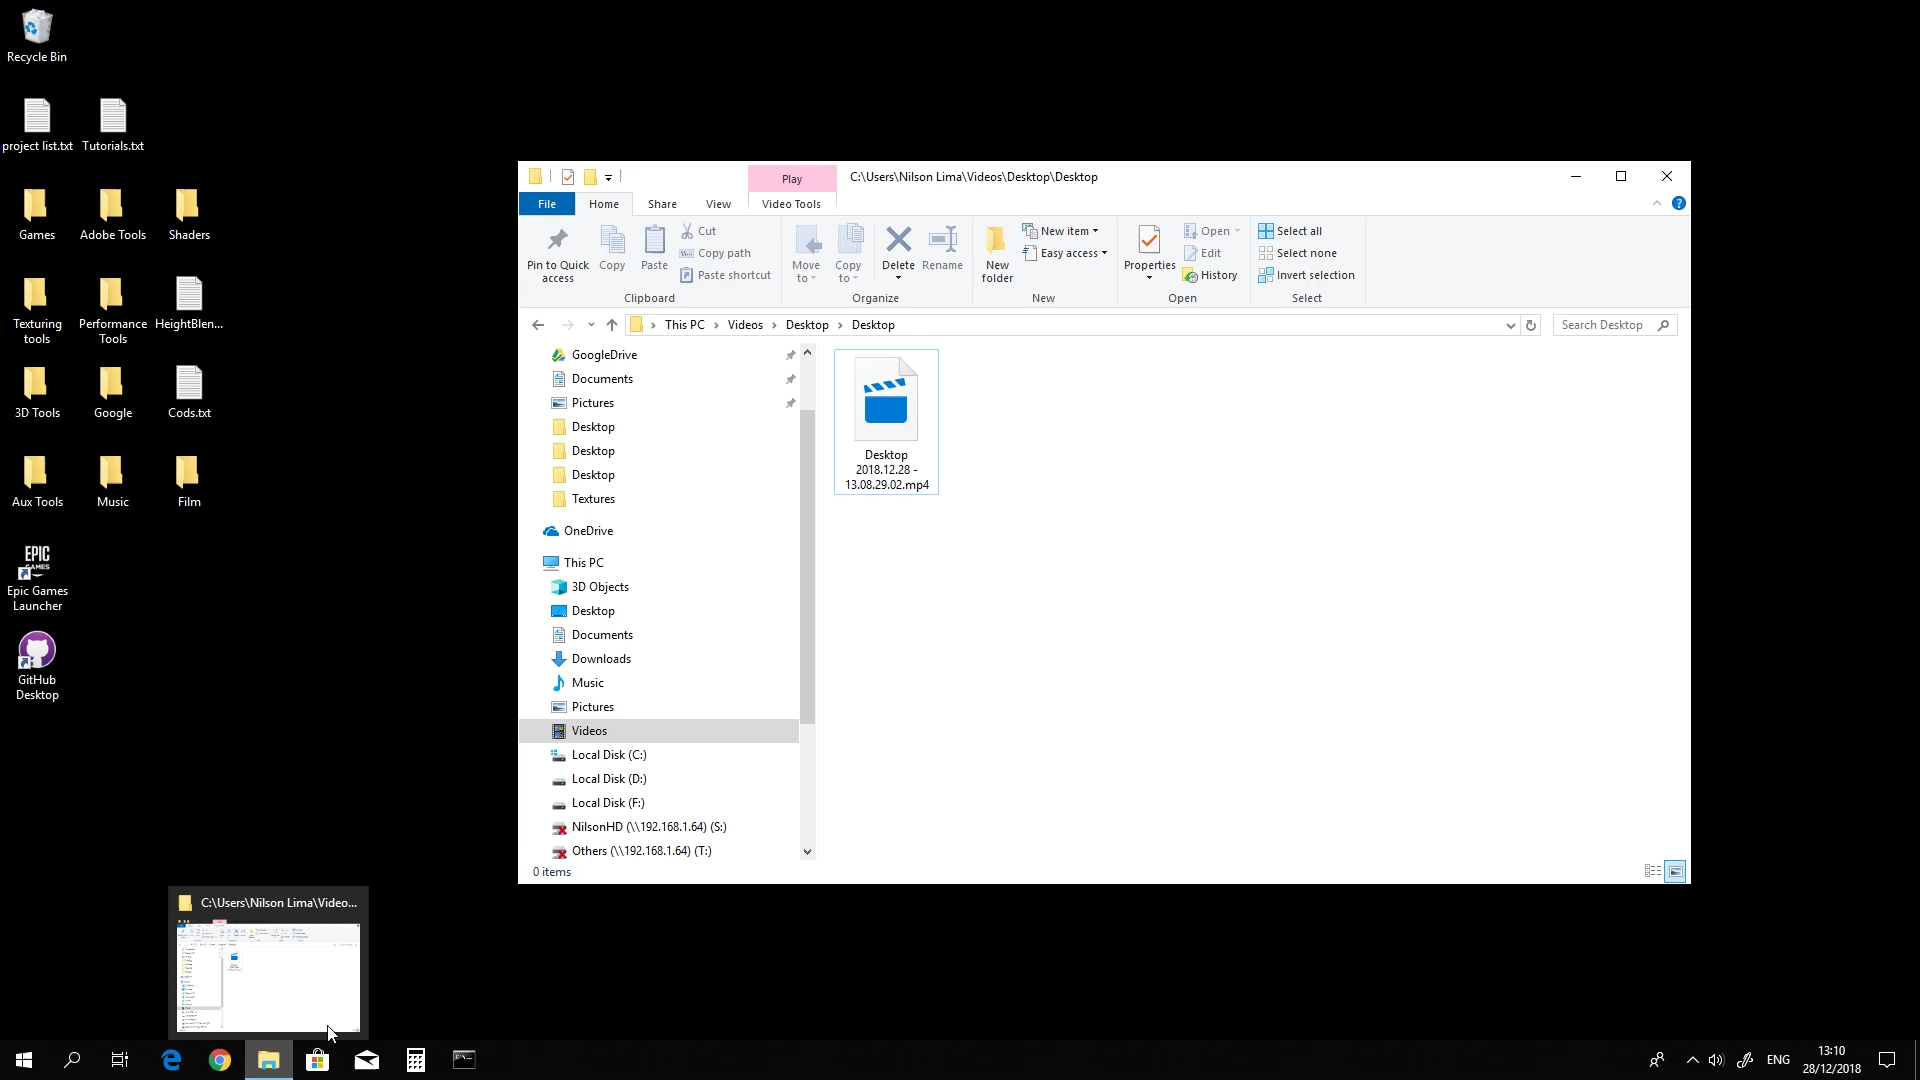 Recycle Bin
project list.txt
Tutorials.txt
Games
Adobe Tools
Shaders
Texturing
tools
Performance
Tools
HeightBlen...
3D Tools
Google
Cods.txt
Aux Tools
Music
Film
EPIC
GAMES
Epic Games
Launcher
GitHub
Desktop
Play
C:\Users\Nilson Lima\Videos\Desktop\Desktop
File
Home
Share
View
Video Tools
Pin to Quick
access
Copy
Paste
Cut
Copy path
Paste shortcut
Clipboard
Move
to
Copy
to
Delete
Rename
Organize
New
folder
New item
Easy access
New
Properties
Open
Edit
History
Open
Select all
Select none
Invert selection
Select
This PC > Videos > Desktop > Desktop
Search Desktop
GoogleDrive
Documents
Pictures
Desktop
Desktop
Desktop
Textures
OneDrive
This PC
3D Objects
Desktop
Documents
Downloads
Music
Pictures
Videos
Local Disk (C:)
Local Disk (D:)
Local Disk (F:)
NilsonHD (\\192.168.1.64) (S:)
Others (\\192.168.1.64) (T:)
Desktop
2018.12.28 -
13.08.29.02.mp4
0 items
C:\Users\Nilson Lima\Video...
ENG
13:10
28/12/2018